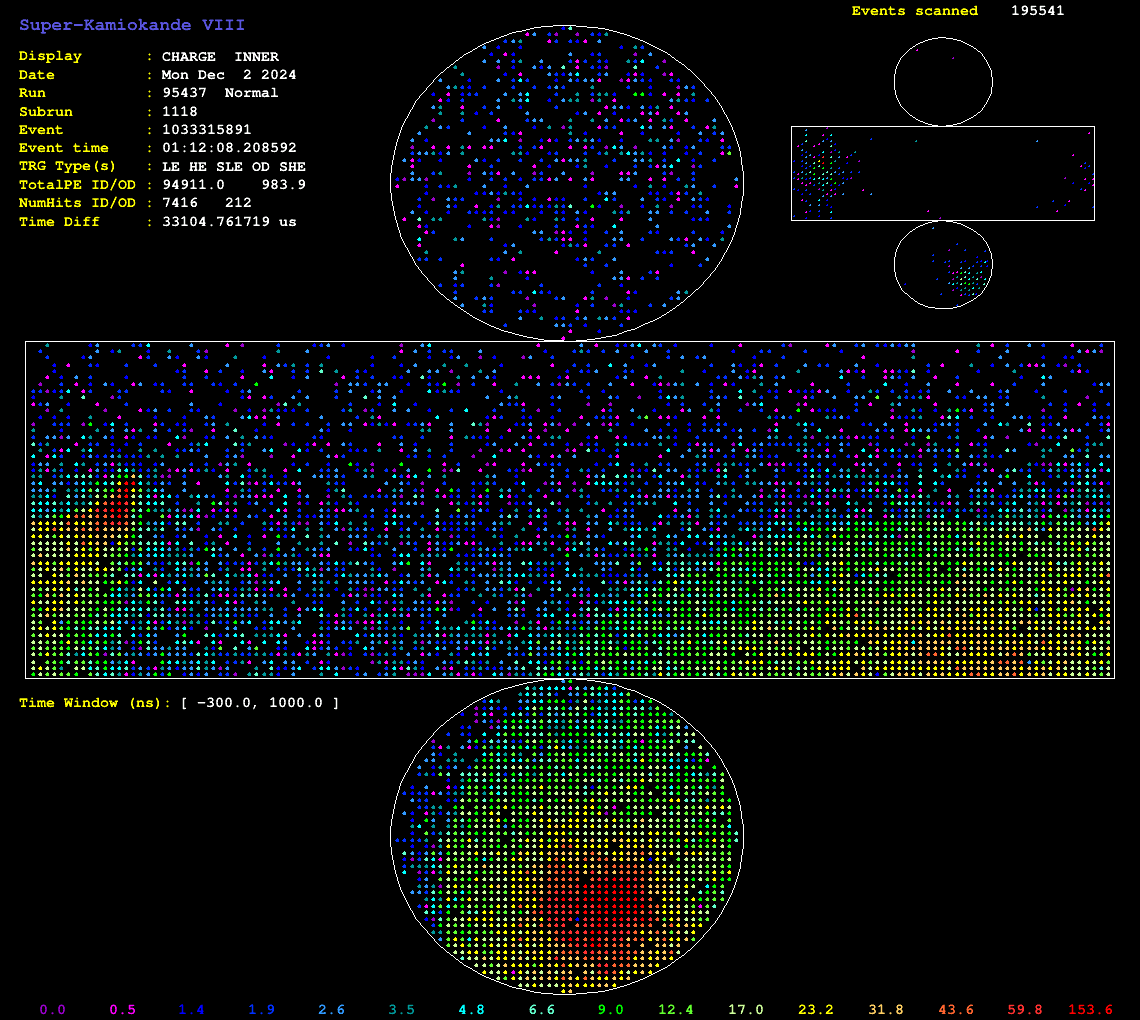 Super-Kamiokande VIII
Events scanned 195541
Display : CHARGE INNER
Date : Mon Dec 2 2024
Run : 95437 Normal
Subrun : 1118
Event : 1033315891
Event time : 01:12:08.208592
TRG Type(s) : LE HE SLE OD SHE
TotalPE ID/OD : 94911.0 983.9
NumHits ID/OD : 7416 212
Time Diff : 33104.761719 us
Time Window (ns): [ -300.0, 1000.0 ]
0.0 0.5 1.4 1.9 2.6 3.5 4.8 6.6 9.0 12.4 17.0 23.2 31.8 43.6 59.8 153.6